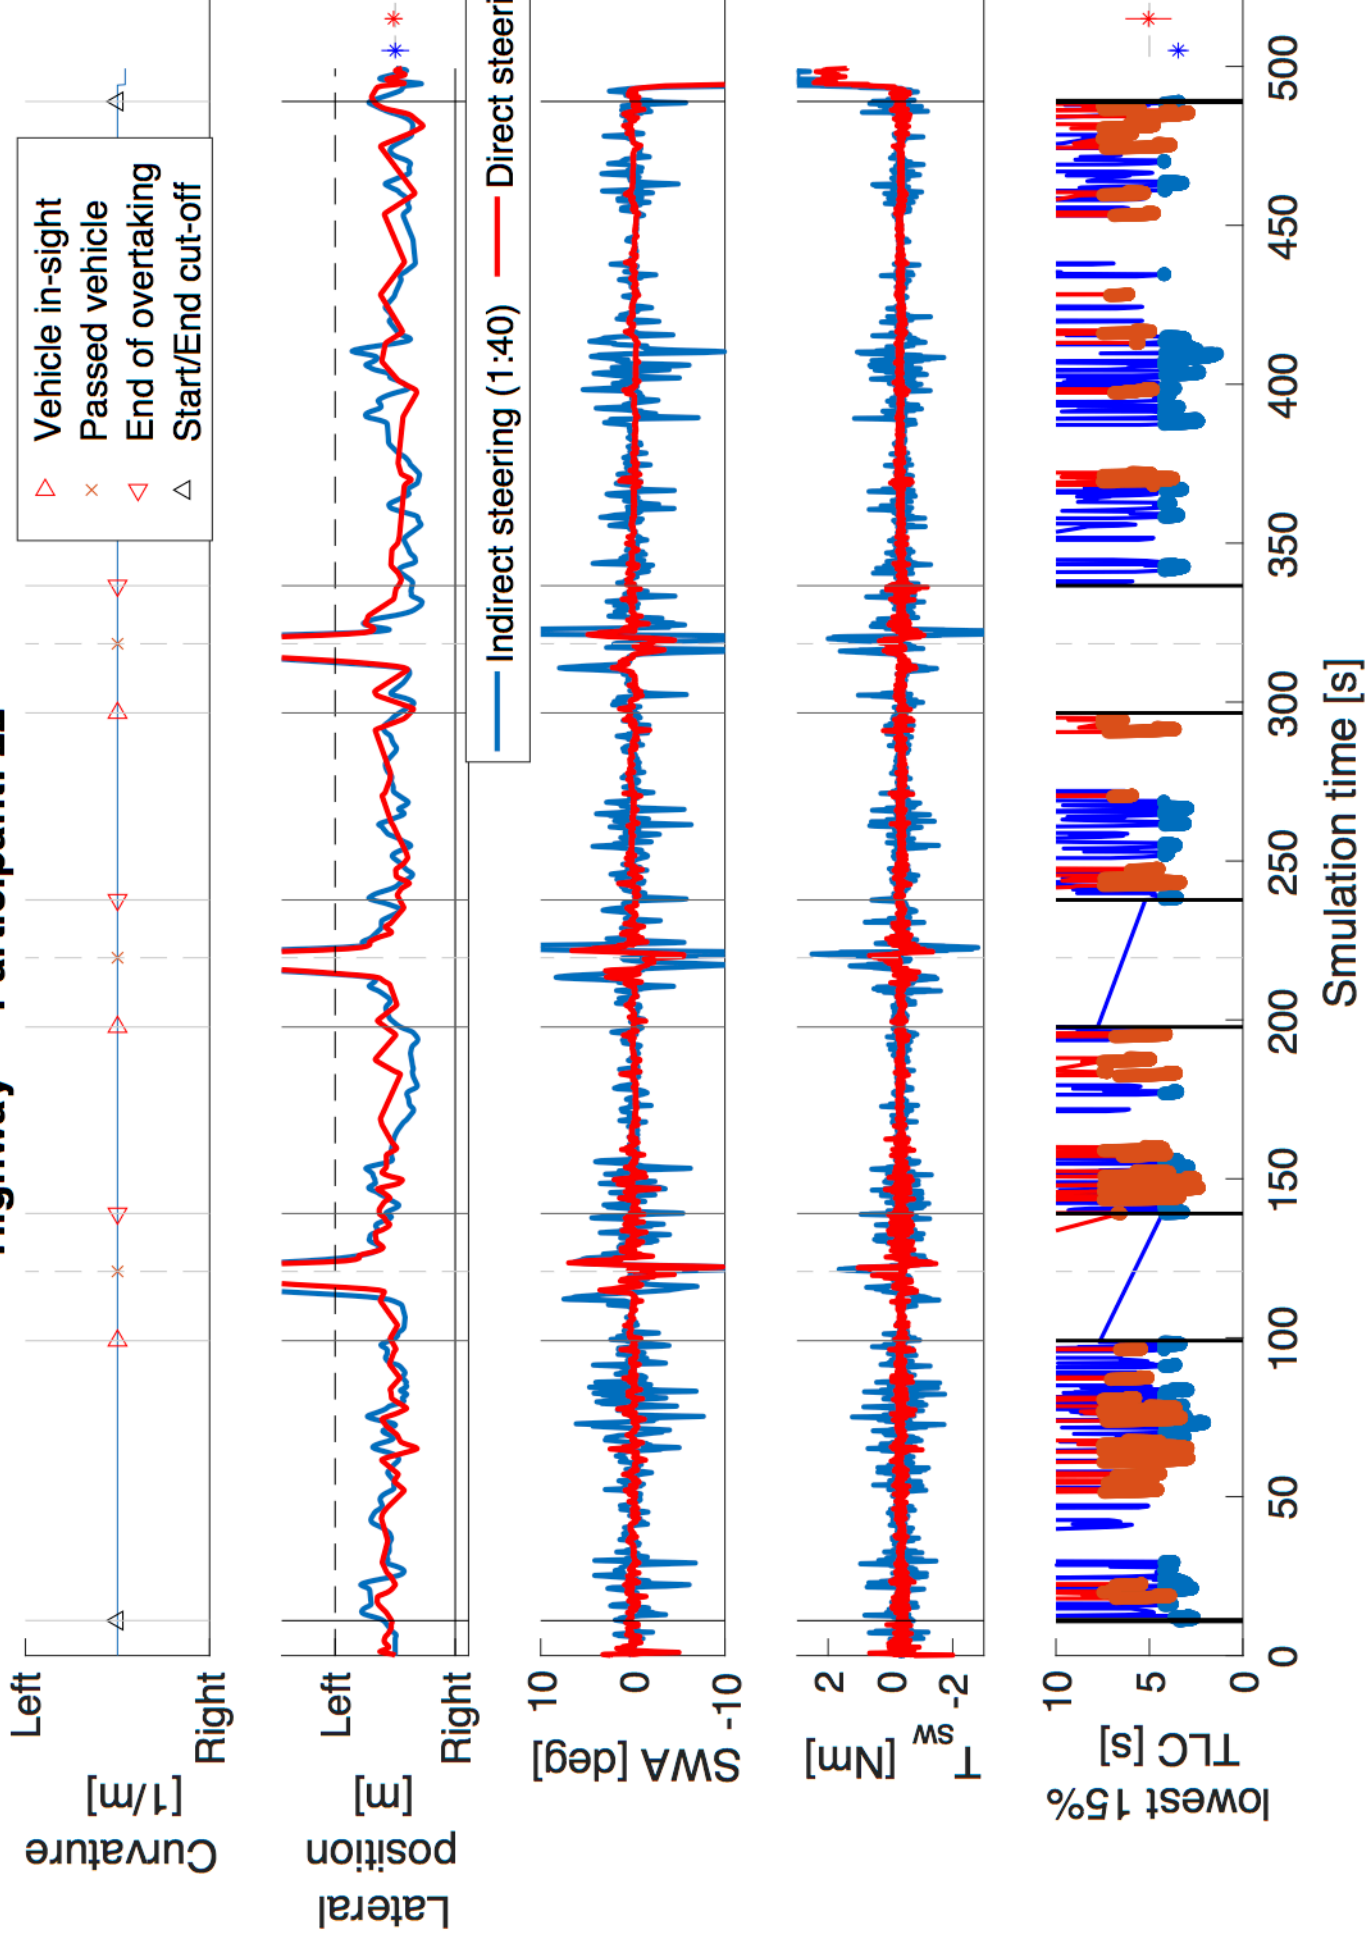 Left
Right
Curvature
[1/m]
Vehicle in-sight
Passed vehicle
End of overtaking
Start/End cut-off
Left
Right
Lateral
position
[m]
Indirect steering (1:40)
Direct steeri
10
0
-10
SWA [deg]
2
0
-2
T_sw [Nm]
10
5
0
lowest 15%
TLC [s]
0
50
100
150
200
250
300
350
400
450
500
Smulation time [s]